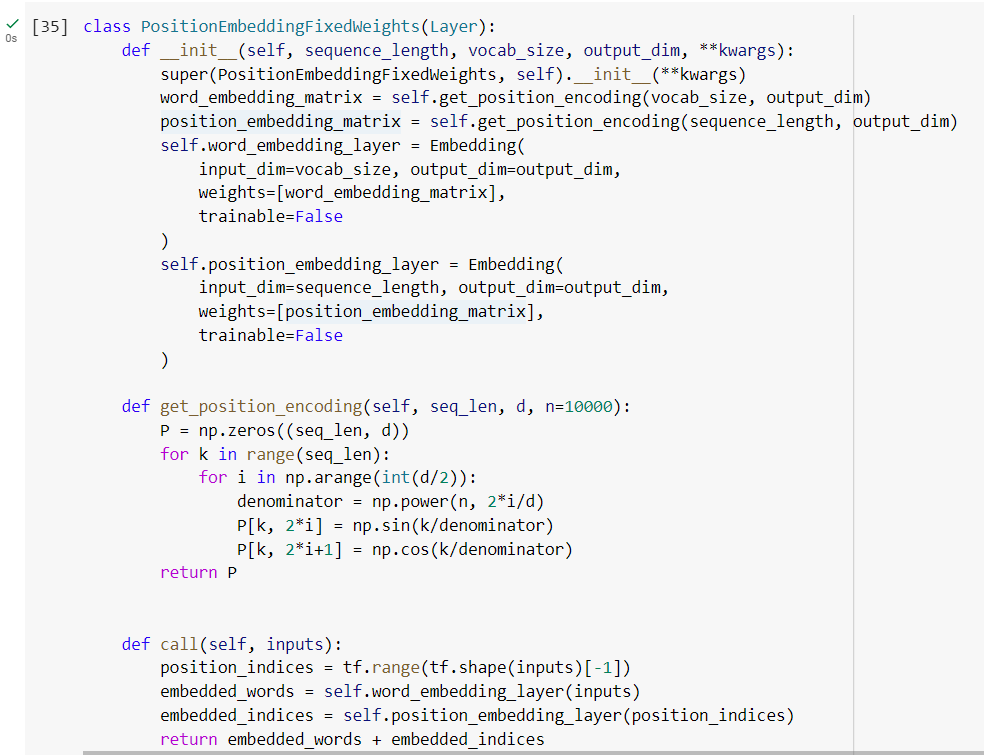 [35] class PositionEmbeddingFixedWeights(Layer):
0s
    def __init__(self, sequence_length, vocab_size, output_dim, **kwargs):
        super(PositionEmbeddingFixedWeights, self).__init__(**kwargs)
        word_embedding_matrix = self.get_position_encoding(vocab_size, output_dim)
        position_embedding_matrix = self.get_position_encoding(sequence_length, output_dim)
        self.word_embedding_layer = Embedding(
            input_dim=vocab_size, output_dim=output_dim,
            weights=[word_embedding_matrix],
            trainable=False
        )
        self.position_embedding_layer = Embedding(
            input_dim=sequence_length, output_dim=output_dim,
            weights=[position_embedding_matrix],
            trainable=False
        )
    def get_position_encoding(self, seq_len, d, n=10000):
        P = np.zeros((seq_len, d))
        for k in range(seq_len):
            for i in np.arange(int(d/2)):
                denominator = np.power(n, 2*i/d)
                P[k, 2*i] = np.sin(k/denominator)
                P[k, 2*i+1] = np.cos(k/denominator)
        return P
    def call(self, inputs):
        position_indices = tf.range(tf.shape(inputs)[-1])
        embedded_words = self.word_embedding_layer(inputs)
        embedded_indices = self.position_embedding_layer(position_indices)
        return embedded_words + embedded_indices